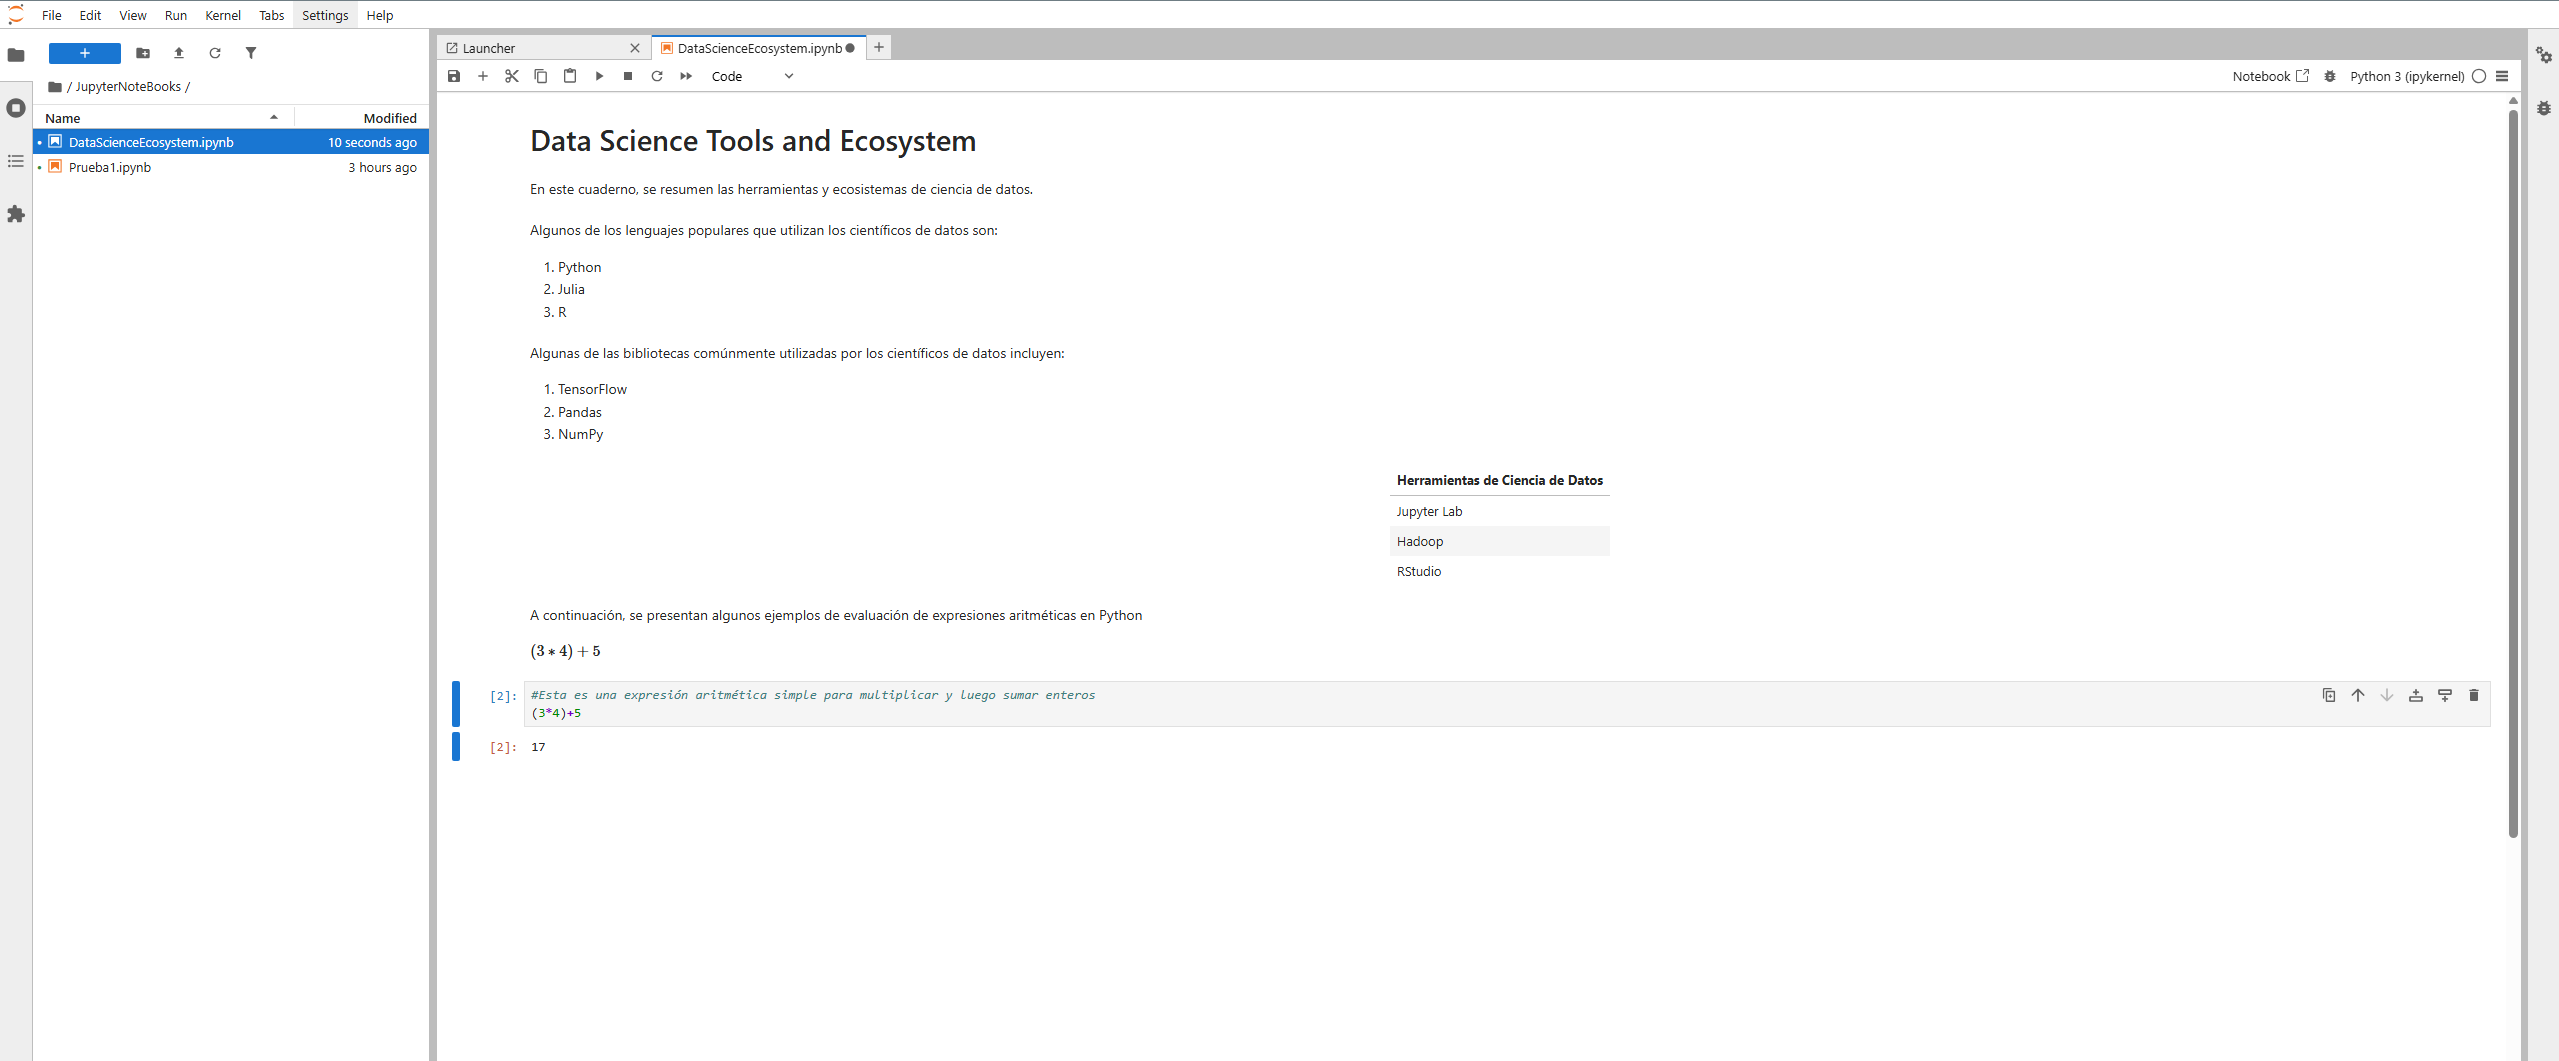 File Edit View Run Kernel Tabs Settings Help
+
/ JupyterNoteBooks /
Name Modified
DataScienceEcosystem.ipynb 10 seconds ago
Prueba1.ipynb 3 hours ago
Launcher
DataScienceEcosystem.ipynb
Code
Notebook
Python 3 (ipykernel)
Data Science Tools and Ecosystem
En este cuaderno, se resumen las herramientas y ecosistemas de ciencia de datos.
Algunos de los lenguajes populares que utilizan los científicos de datos son:
1. Python
2. Julia
3. R
Algunas de las bibliotecas comúnmente utilizadas por los científicos de datos incluyen:
1. TensorFlow
2. Pandas
3. NumPy
Herramientas de Ciencia de Datos
Jupyter Lab
Hadoop
RStudio
A continuación, se presentan algunos ejemplos de evaluación de expresiones aritméticas en Python
(3 ∗ 4) + 5
[2]: #Esta es una expresión aritmética simple para multiplicar y luego sumar enteros
(3*4)+5
[2]: 17